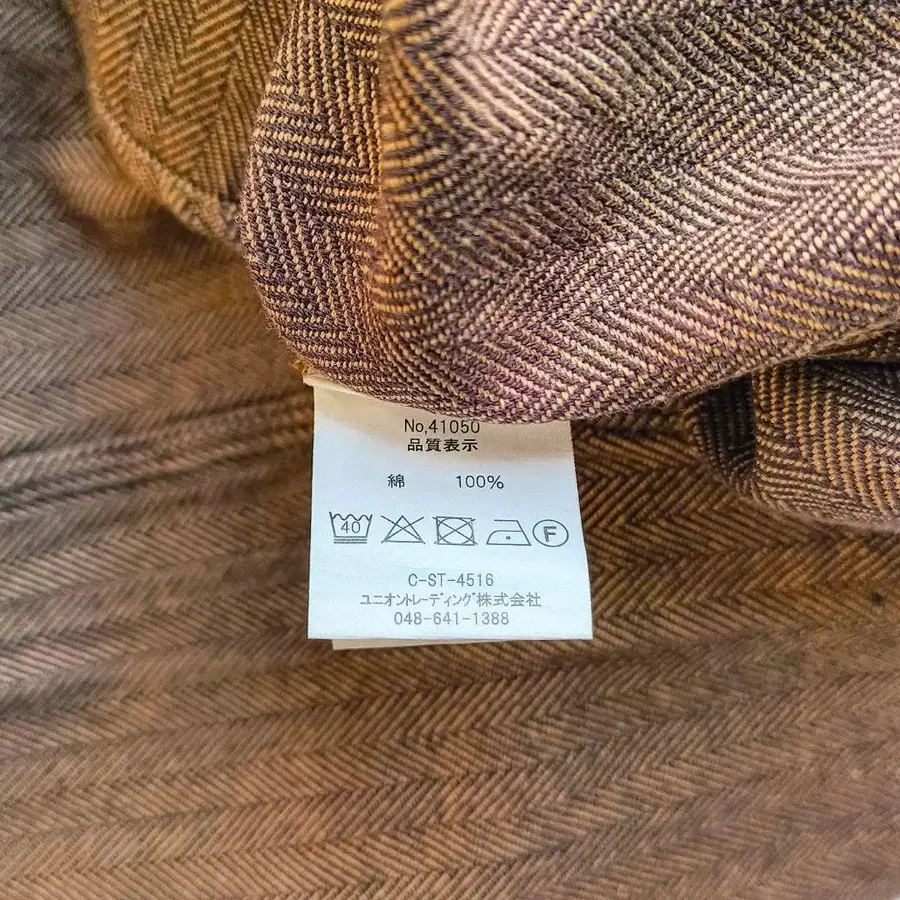 No,41050
品質表示
綿 100%
40 F
C-ST-4516
ユニオントレーディング株式会社
048-641-1388